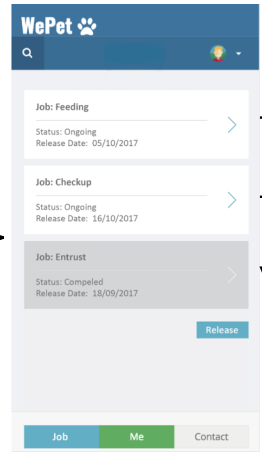 WePet
Job: Feeding
Status: Ongoing
Release Date: 05/10/2017
Job: Checkup
Status: Ongoing
Release Date: 16/10/2017
Job: Entrust
Status: Compeled
Release Date: 18/09/2017
Release
Job Me Contact